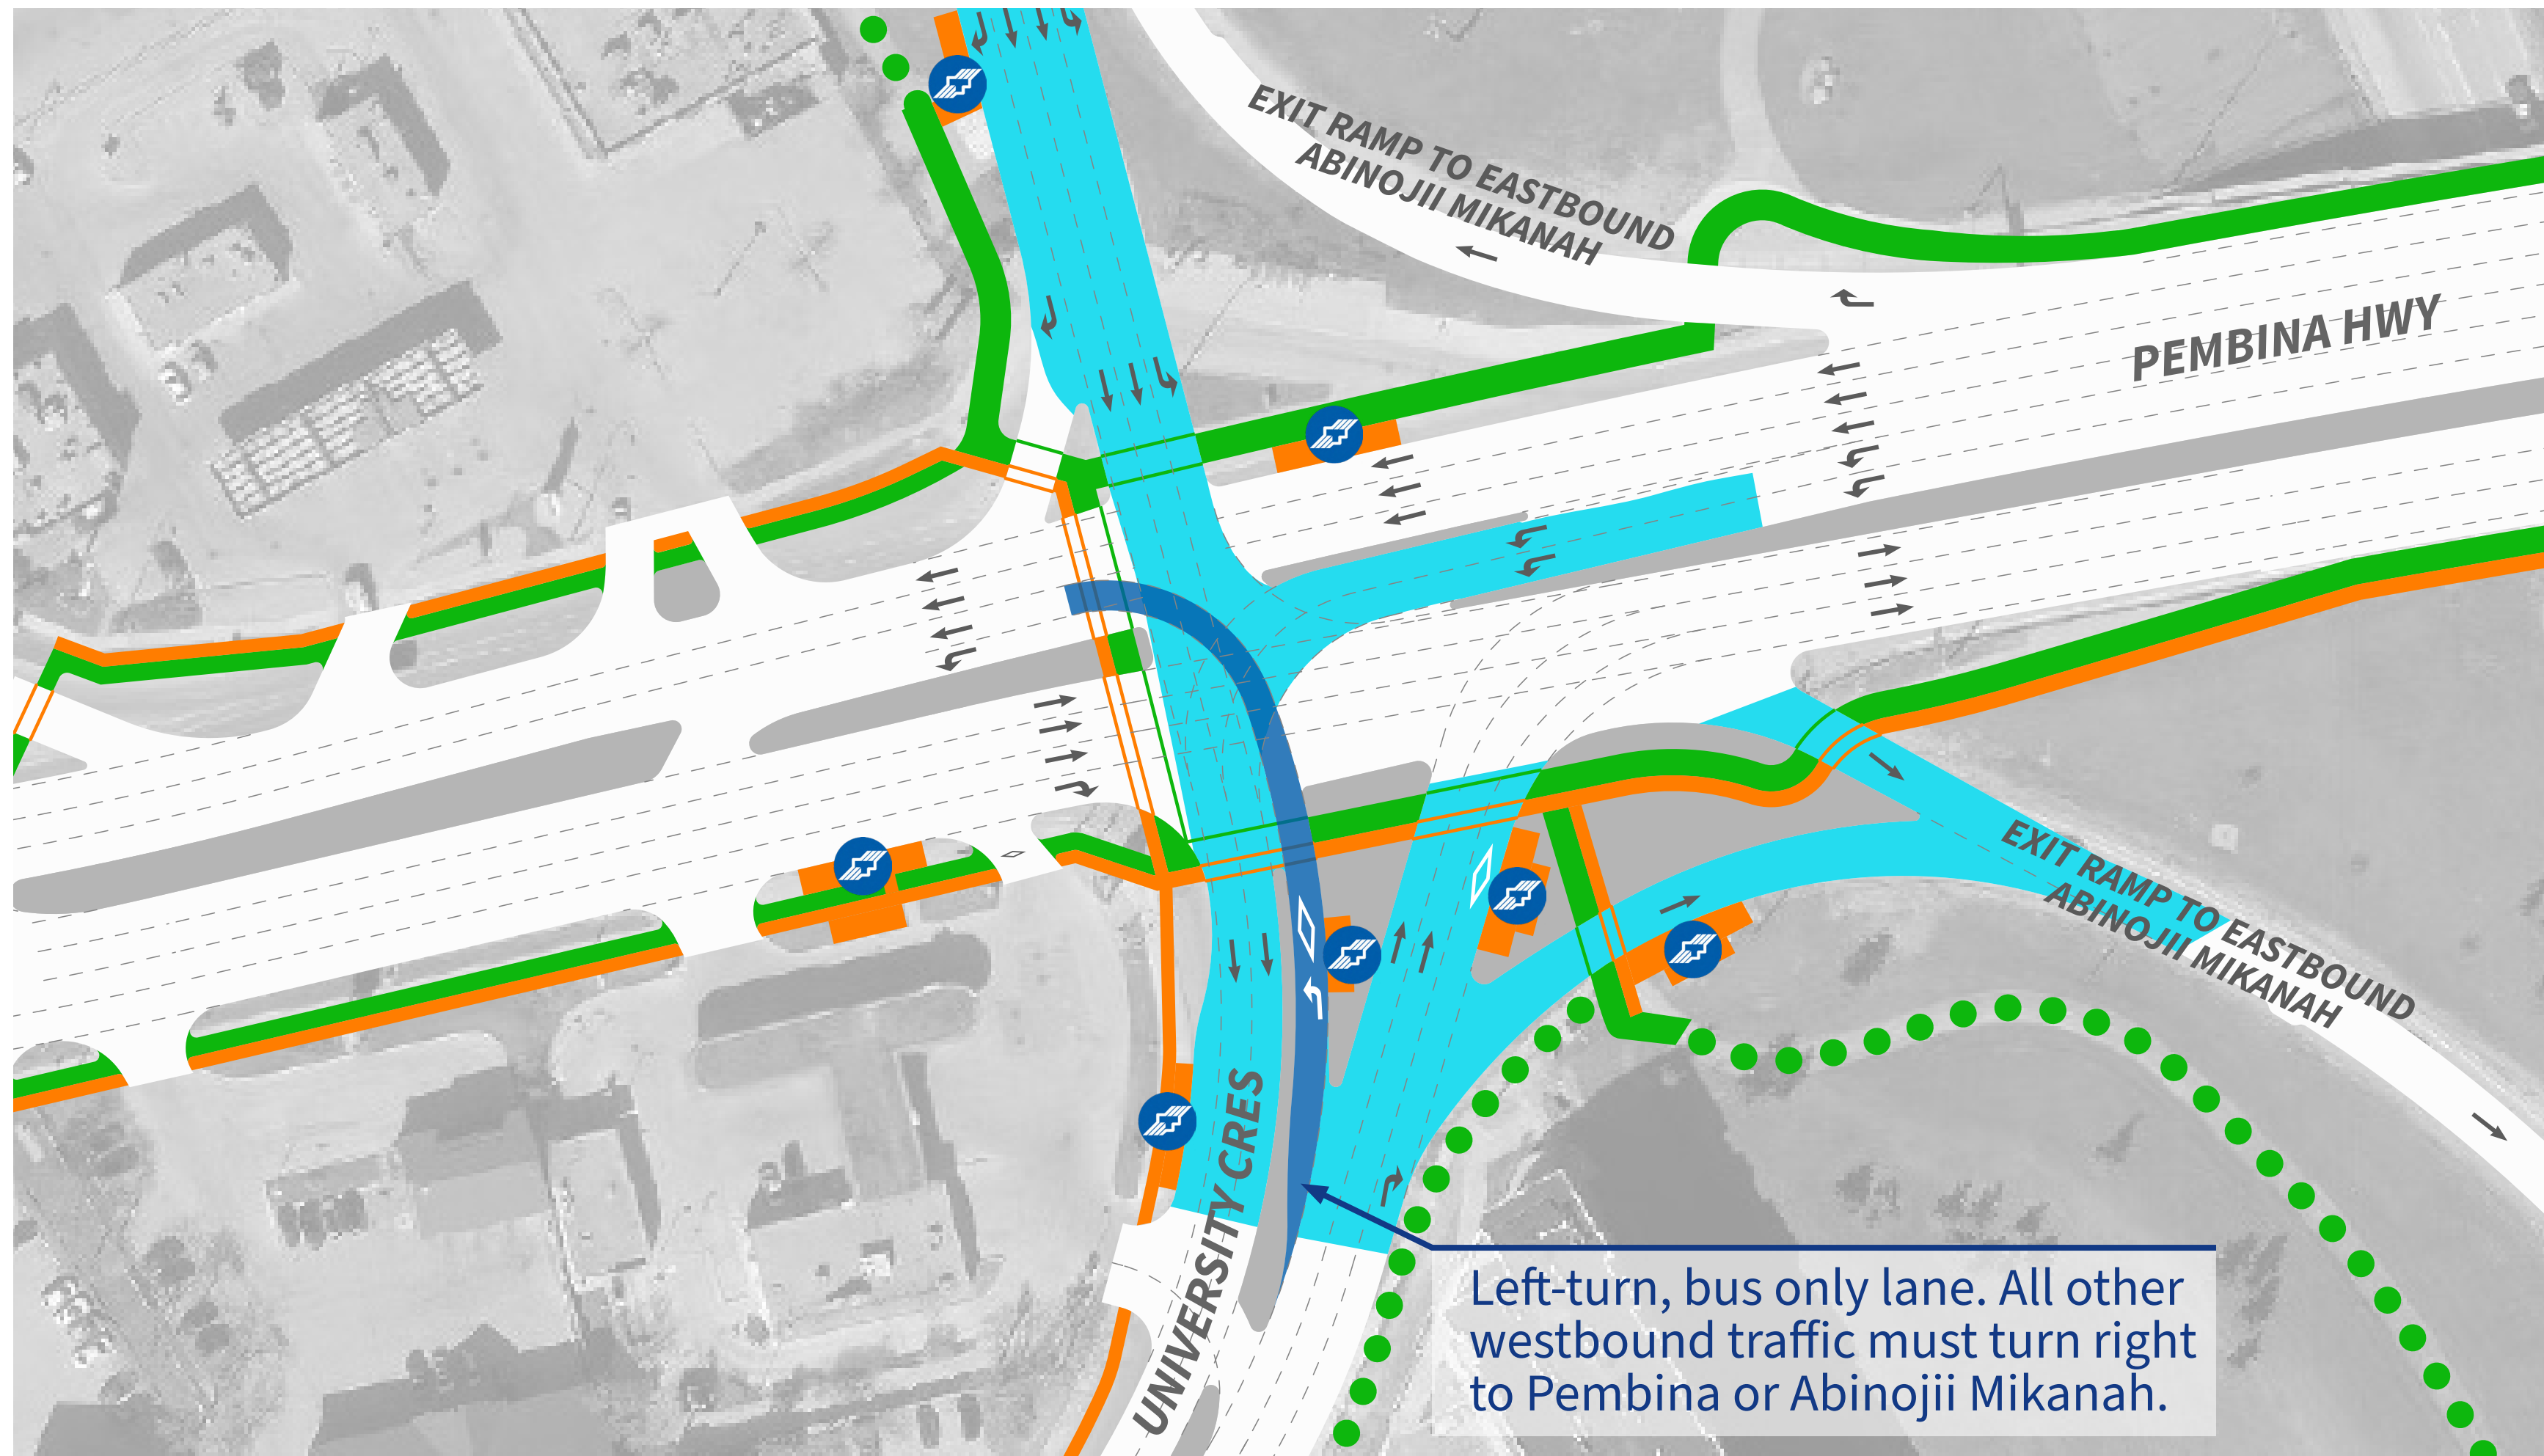 EXIT RAMP TO EASTBOUND
ABINOJII MIKANAH
PEMBINA HWY
EXIT RAMP TO EASTBOUND
ABINOJII MIKANAH
UNIVERSITY CRES
Left-turn, bus only lane. All other
westbound traffic must turn right
to Pembina or Abinojii Mikanah.